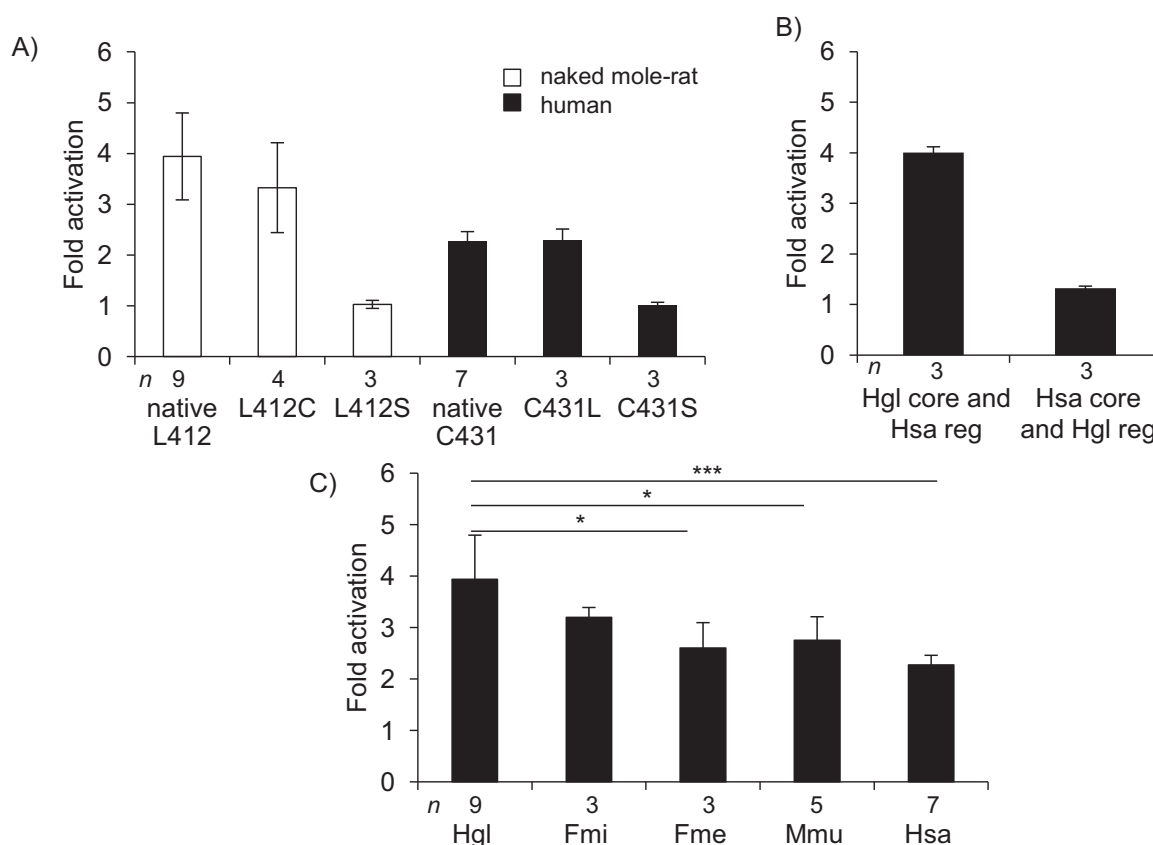 A)
Fold activation
6
5
4
3
2
1
0
naked mole-rat
human
n 9 4 3 7 3 3
native L412C L412S native C431L C431S
L412 C431
B)
Fold activation
6
5
4
3
2
1
0
n 3 3
Hgl core and Hsa core
Hsa reg and Hgl reg
C)
Fold activation
6
5
4
3
2
1
0
***
*
*
n 9 3 3 5 7
Hgl Fmi Fme Mmu Hsa